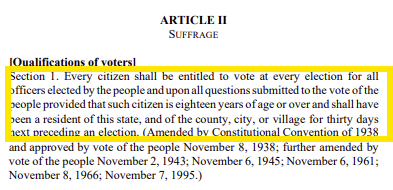 ARTICLE II
SUFFRAGE
[Qualifications of voters]
Section 1. Every citizen shall be entitled to vote at every election for all
officers elected by the people and upon all questions submitted to the vote of the
people provided that such citizen is eighteen years of age or over and shall have
been a resident of this state, and of the county, city, or village for thirty days
next preceding an election. (Amended by Constitutional Convention of 1938
and approved by vote of the people November 8, 1938; further amended by
vote of the people November 2, 1943; November 6, 1945; November 6, 1961;
November 8, 1966; November 7, 1995.)